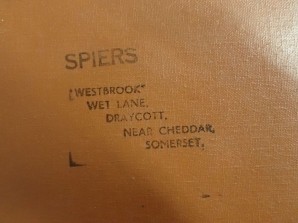 SPIERS
"WESTBROOK"
WET LANE,
DRAYCOTT,
NEAR CHEDDAR,
SOMERSET.